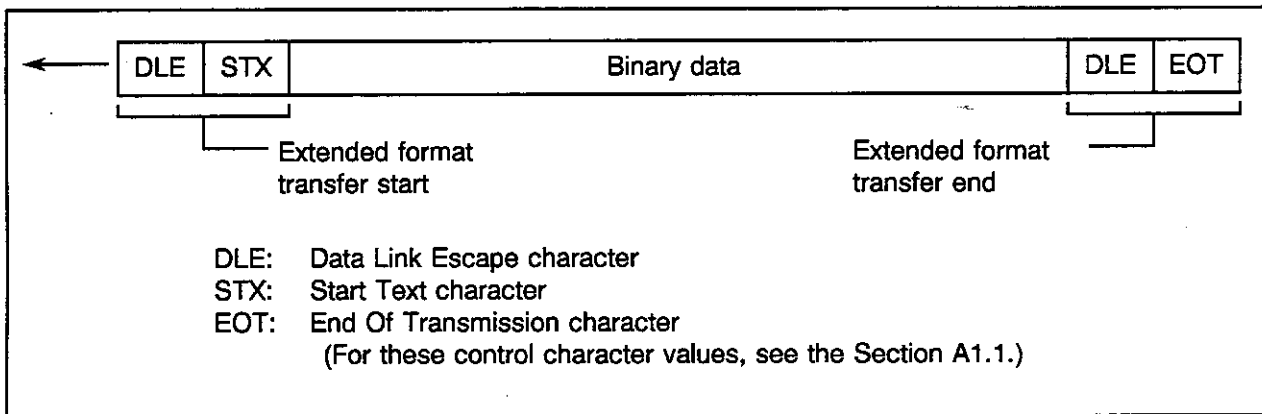 DLE STX Binary data DLE EOT
Extended format transfer start
Extended format transfer end
DLE: Data Link Escape character
STX: Start Text character
EOT: End Of Transmission character
(For these control character values, see the Section A1.1.)